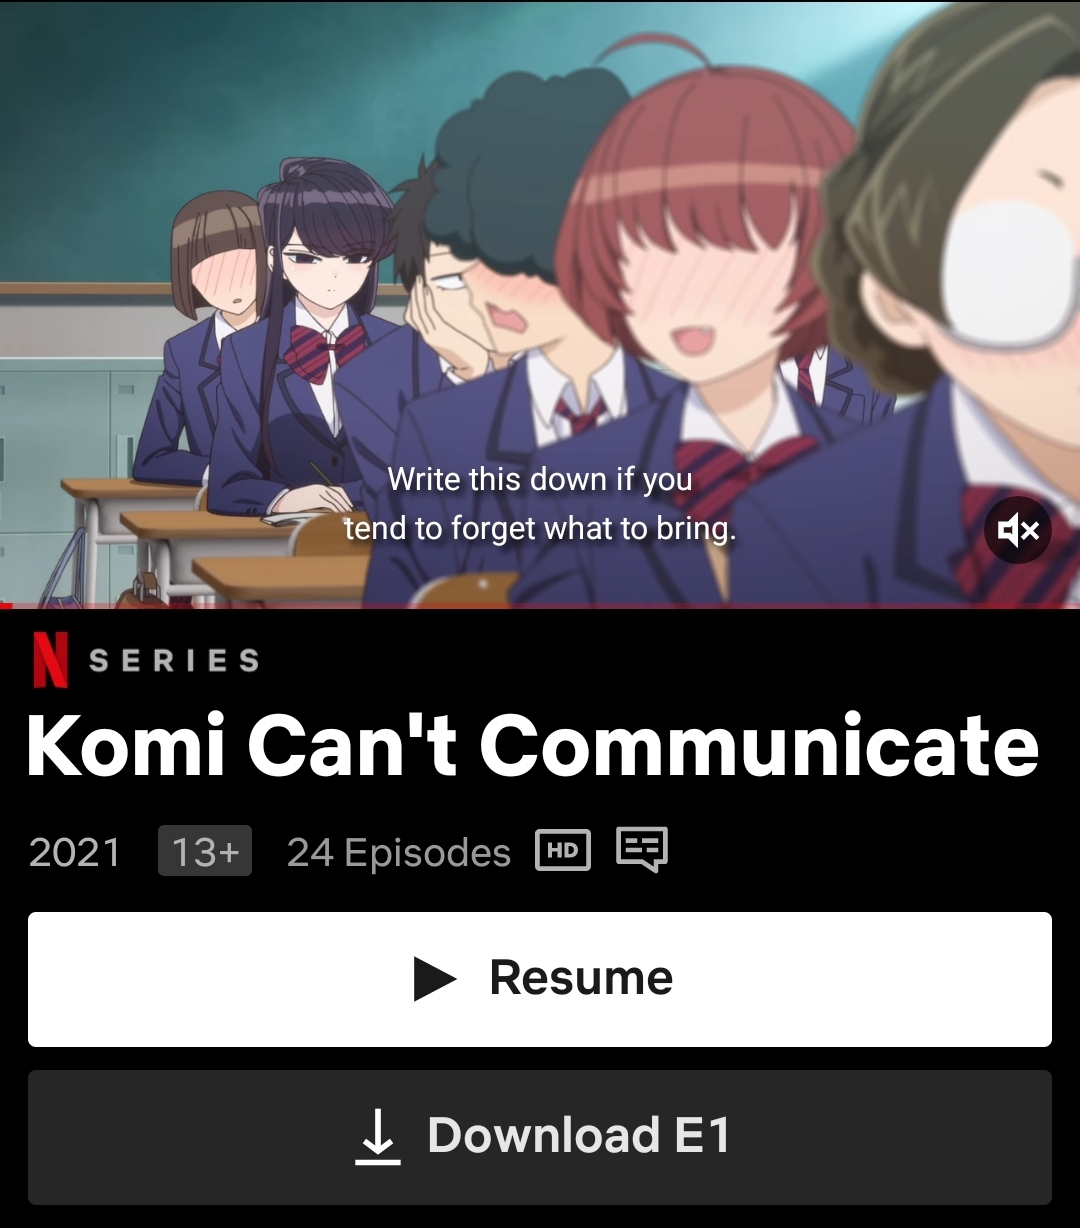 Write this down if you
tend to forget what to bring.
N SERIES
Komi Can't Communicate
2021 13+ 24 Episodes HD
Resume
Download E1